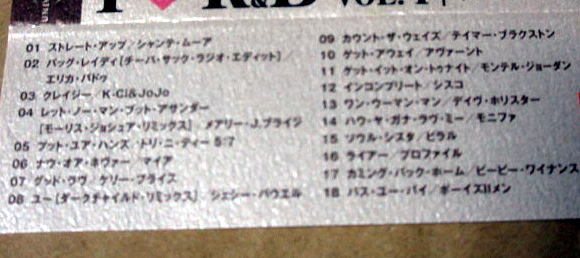 I ♥ R&B VOL. 1
UNI
01 ストレート・アップ/シャンテ・ムーア
02 バッグ・レイディ[チーバ・サック・ラジオ・エディット]/
エリカ・バドゥ
03 クレイジー/K-Ci&JoJo
04 レット・ノー・マン・プット・アサンダー
[モーリス・ジョシュア・リミックス] メアリー・J.ブライジ
05 プット・ユア・ハンズ トリ・ニティー 5:7
06 ナウ・オア・ネヴァー マイア
07 グッド・ラヴ/ケリー・プライス
08 ユー[ダークチャイルド・リミックス] ジェシー・パウエル
09 カウント・ザ・ウェイズ/テイマー・ブラクストン
10 ゲット・アウェイ/アヴァーント
11 ゲット・イット・オン・トゥナイト/モンテル・ジョーダン
12 インコンプリート/シスコ
13 ワン・ウーマン・マン/デイヴ・ホリスター
14 ハウ・ヤ・ガナ・ラヴ・ミー/モニファ
15 ソウル・シスタ/ビラル
16 ライアー/プロファイル
17 カミング・バック・ホーム/ビービー・ワイナンス
18 パス・ユー・バイ/ボーイズIIメン